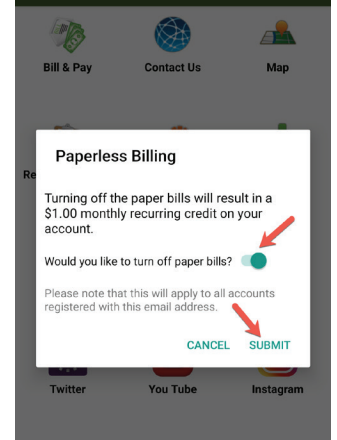 Bill & Pay Contact Us Map
Re
Paperless Billing
Turning off the paper bills will result in a
$1.00 monthly recurring credit on your
account.
Would you like to turn off paper bills?
Please note that this will apply to all accounts
registered with this email address.
CANCEL SUBMIT
Twitter You Tube Instagram